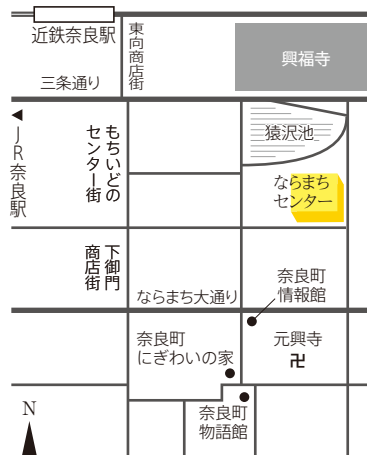 近鉄奈良駅
東向商店街
興福寺
三条通り
◀JR奈良駅
もちいどの
センター街
猿沢池
ならまち
センター
下御門
商店街
ならまち大通り
奈良町
情報館
奈良町
にぎわいの家
元興寺
卍
奈良町
物語館
N